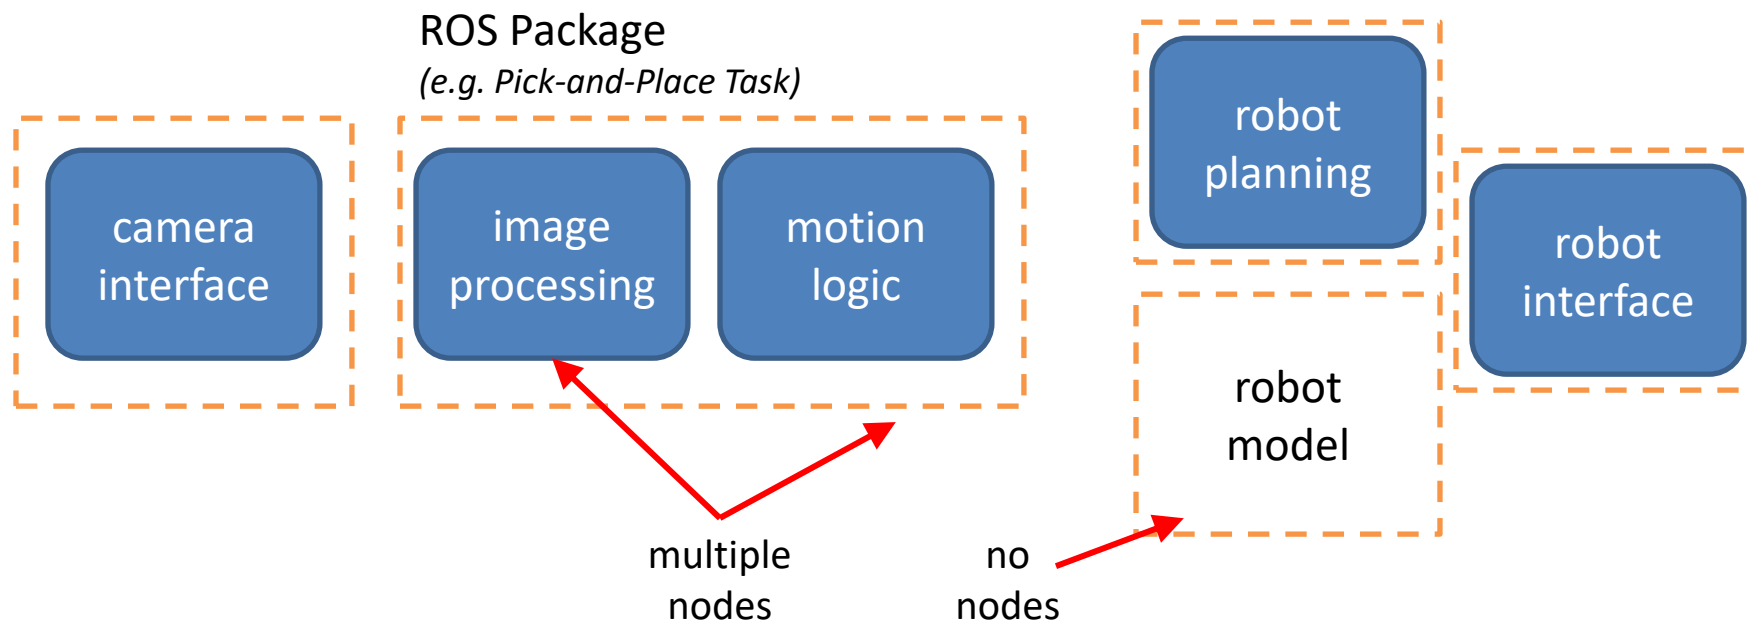 ROS Package
(e.g. Pick-and-Place Task)
camera
interface
image
processing
motion
logic
robot
planning
robot
interface
robot
model
multiple
nodes
no
nodes